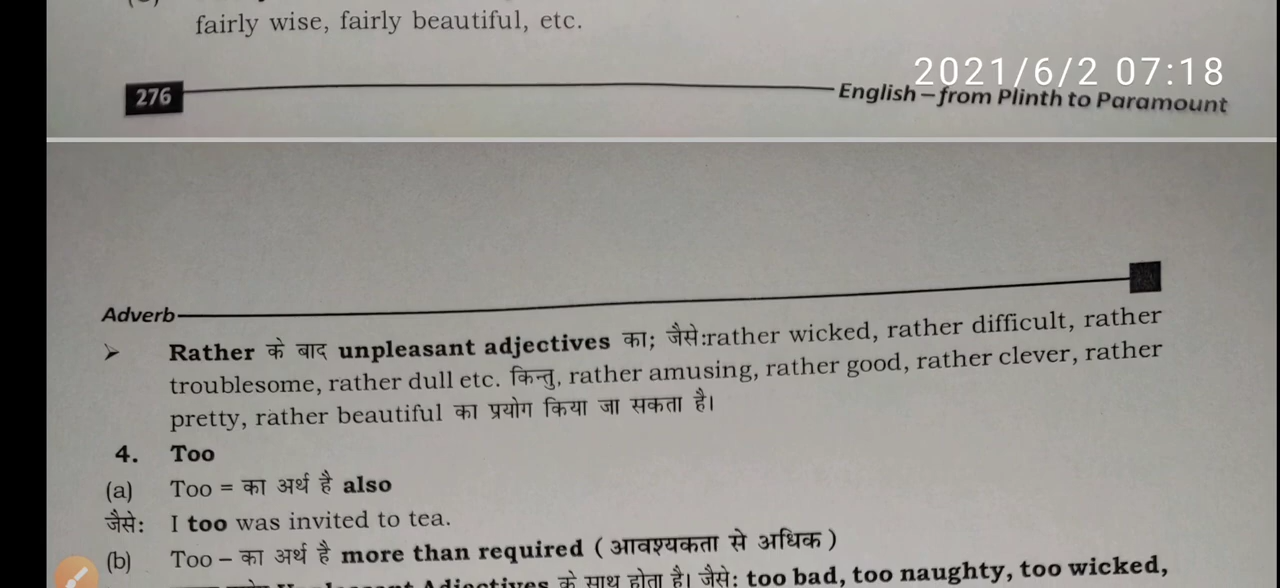 fairly wise, fairly beautiful, etc.
2021/6/2 07:18
276
English – from Plinth to Paramount
Adverb
➢ Rather के बाद unpleasant adjectives का; जैसे:rather wicked, rather difficult, rather
troublesome, rather dull etc. किन्तु, rather amusing, rather good, rather clever, rather
pretty, rather beautiful का प्रयोग किया जा सकता है।
4. Too
(a) Too = का अर्थ है also
जैसे: I too was invited to tea.
(b) Too – का अर्थ है more than required ( आवश्यकता से अधिक )
Adjectives के साथ होता है। जैसे: too bad, too naughty, too wicked,